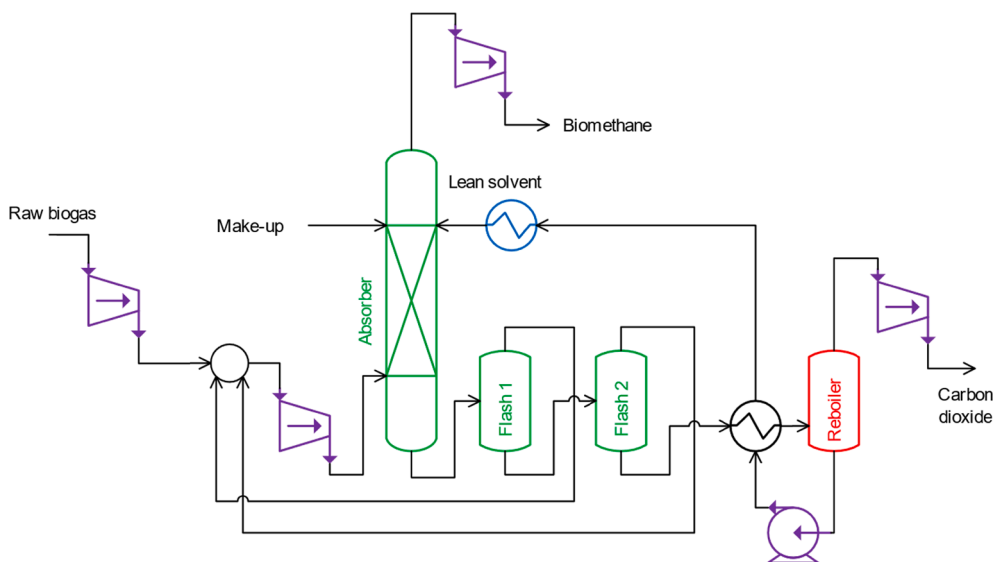 Biomethane
Lean solvent
Raw biogas
Make-up
Absorber
Flash 1
Flash 2
Reboiler
Carbon
dioxide